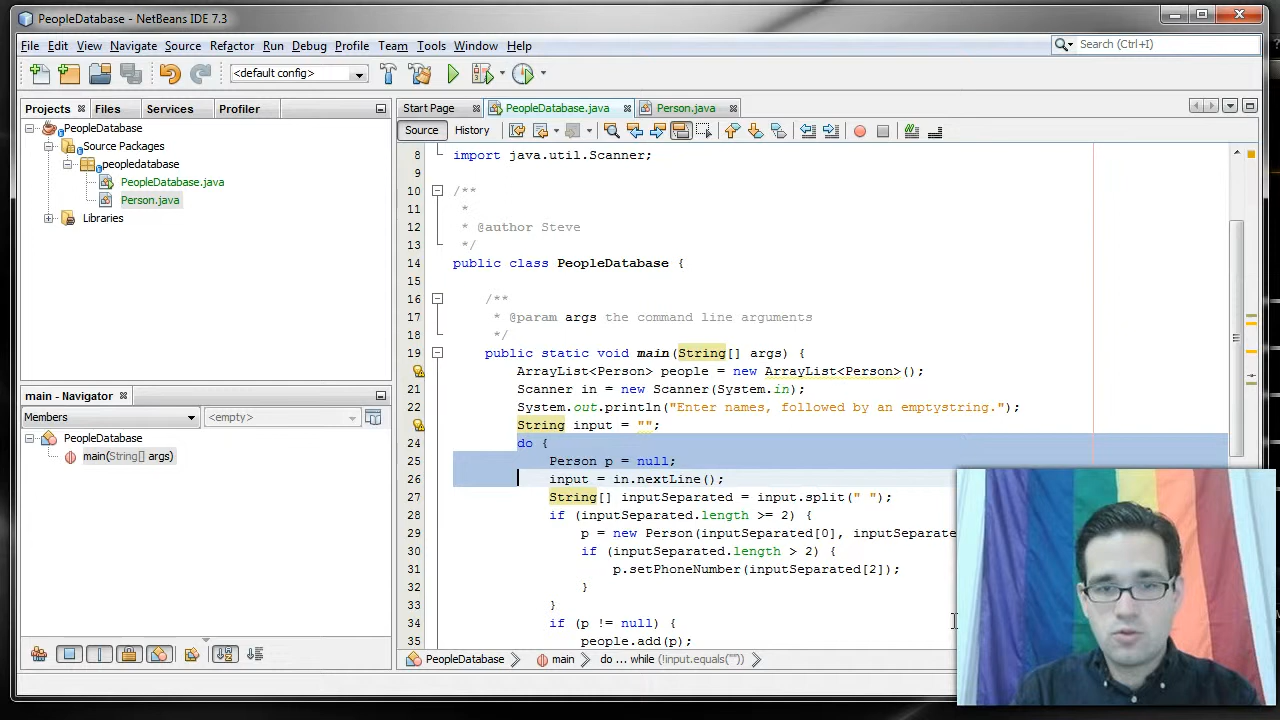 PeopleDatabase - NetBeans IDE 7.3
File Edit View Navigate Source Refactor Run Debug Profile Team Tools Window Help
Search (Ctrl+I)
<default config>
Projects Files Services Profiler
PeopleDatabase
Source Packages
peopledatabase
PeopleDatabase.java
Person.java
Libraries
main - Navigator
Members <empty>
PeopleDatabase
main(String[] args)
Start Page PeopleDatabase.java Person.java
Source History
8 import java.util.Scanner;
9
10 /**
11 *
12 * @author Steve
13 */
14 public class PeopleDatabase {
15
16 /**
17 * @param args the command line arguments
18 */
19 public static void main(String[] args) {
ArrayList<Person> people = new ArrayList<Person>();
21 Scanner in = new Scanner(System.in);
22 System.out.println("Enter names, followed by an emptystring.");
String input = "";
24 do {
25 Person p = null;
26 input = in.nextLine();
27 String[] inputSeparated = input.split(" ");
28 if (inputSeparated.length >= 2) {
29 p = new Person(inputSeparated[0], inputSeparate
30 if (inputSeparated.length > 2) {
31 p.setPhoneNumber(inputSeparated[2]);
32 }
33 }
34 if (p != null) {
35 people.add(p);
PeopleDatabase main do ... while (!input.equals(""))